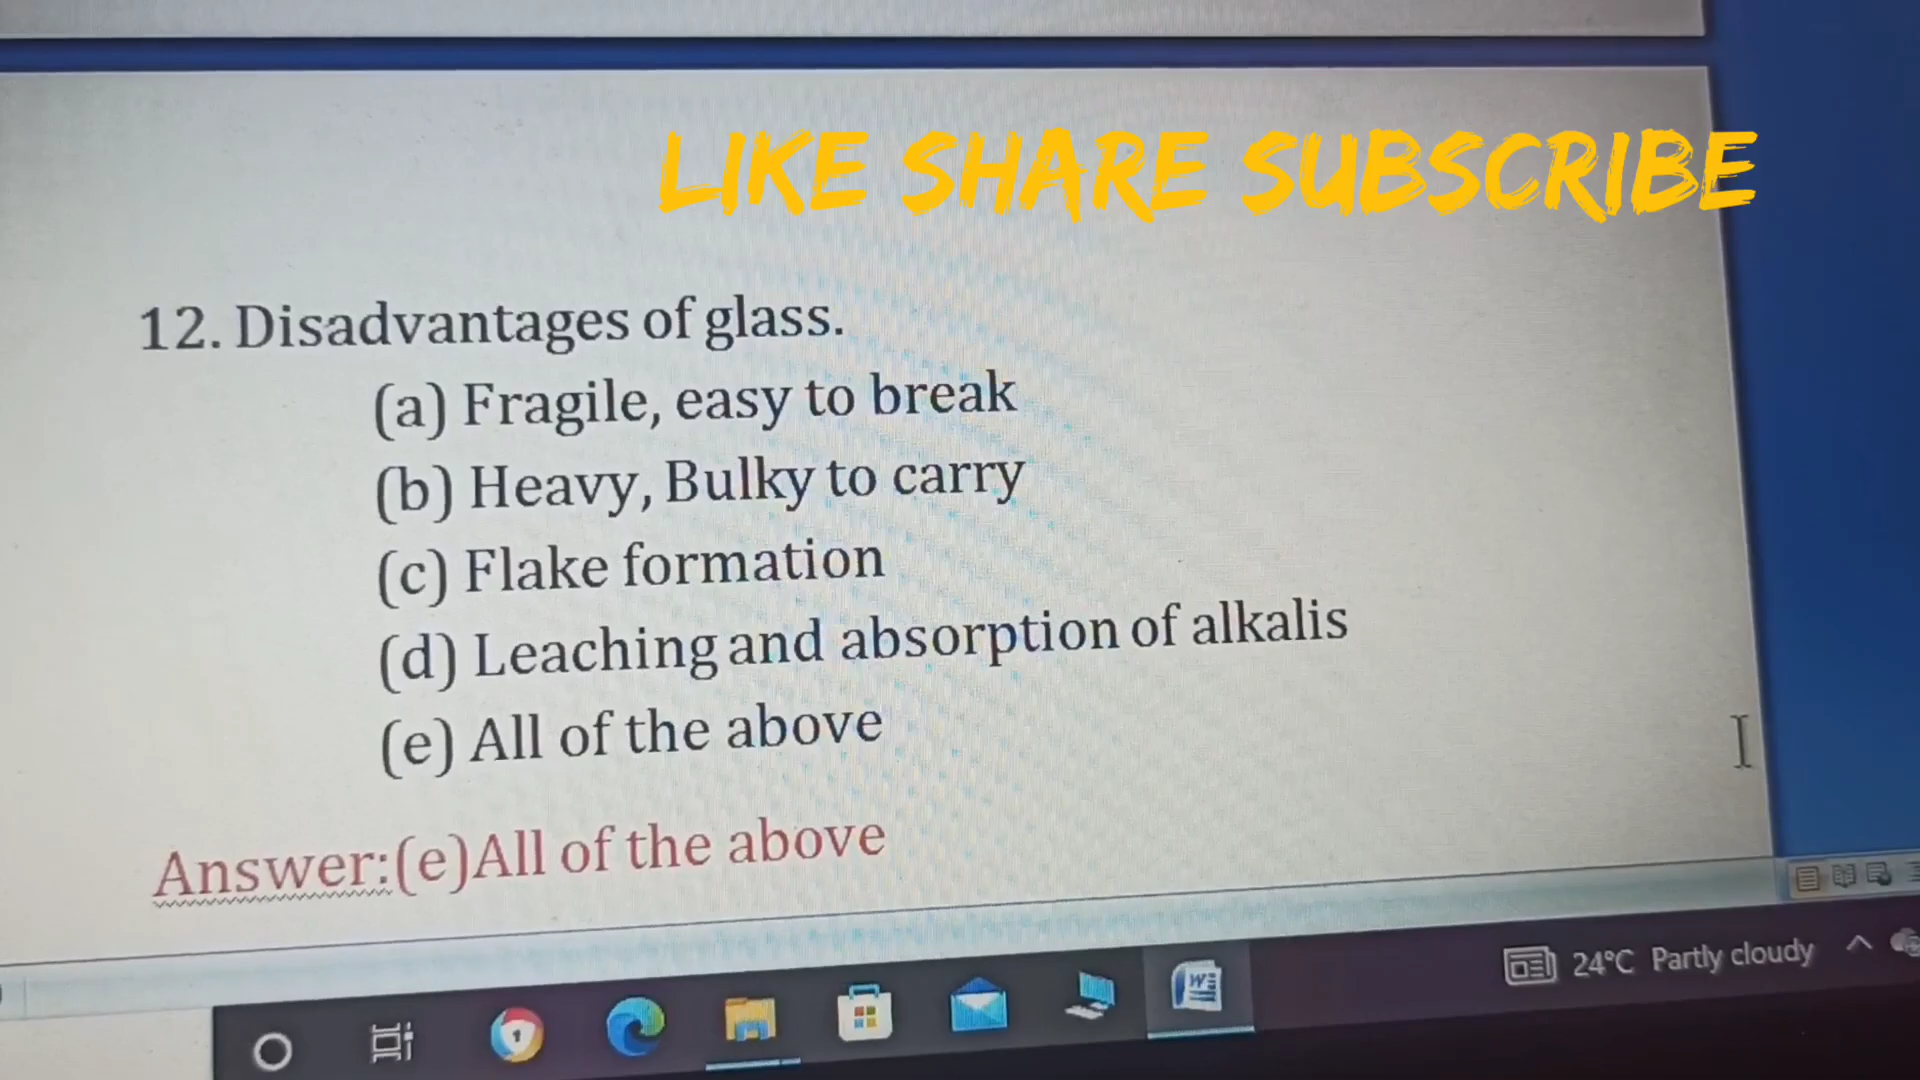 LIKE SHARE SUBSCRIBE
12. Disadvantages of glass.
(a) Fragile, easy to break
(b) Heavy, Bulky to carry
(c) Flake formation
(d) Leaching and absorption of alkalis
(e) All of the above
Answer:(e)All of the above
24°C Partly cloudy